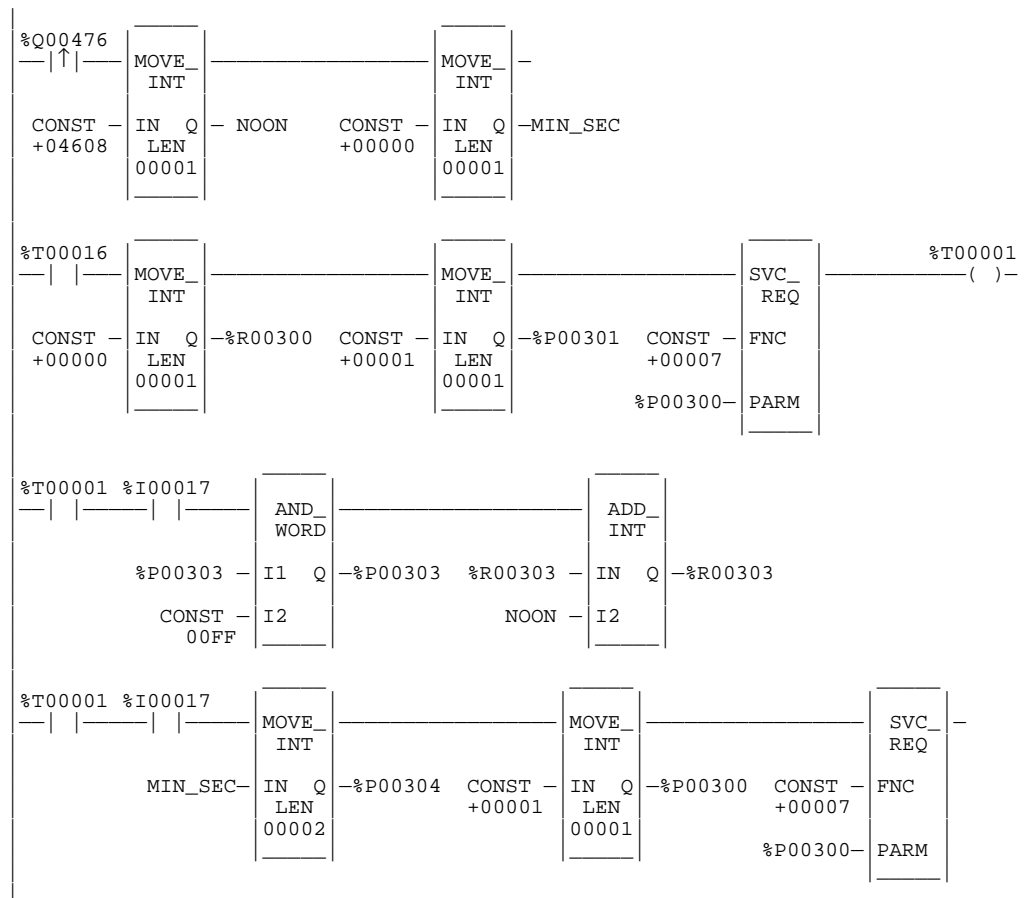 %Q00476
↑ MOVE_ MOVE_
INT INT
CONST IN Q NOON CONST IN Q MIN_SEC
+04608 LEN +00000 LEN
00001 00001
%T00016 %T00001
MOVE_ MOVE_ SVC_ ( )
INT INT REQ
CONST IN Q %R00300 CONST IN Q %P00301 CONST FNC
+00000 LEN +00001 LEN +00007
00001 00001
%P00300 PARM
%T00001 %I00017
AND_ ADD_
WORD INT
%P00303 I1 Q %P00303 %R00303 IN Q %R00303
CONST I2 NOON I2
00FF
%T00001 %I00017
MOVE_ MOVE_ SVC_
INT INT REQ
MIN_SEC IN Q %P00304 CONST IN Q %P00300 CONST FNC
LEN +00001 LEN +00007
00002 00001
%P00300 PARM